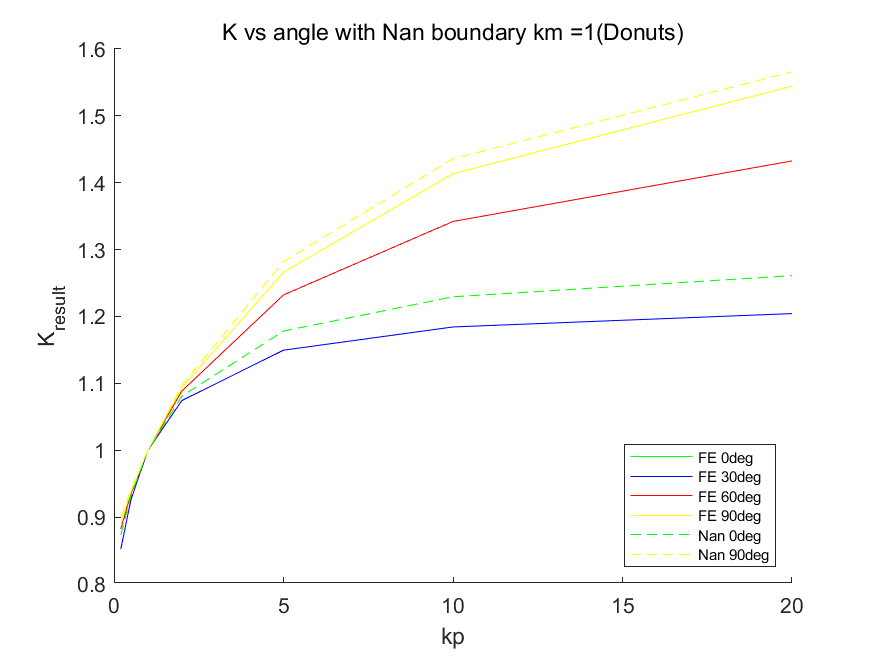 K vs angle with Nan boundary km =1(Donuts)
1.6
1.5
1.4
1.3
1.2
1.1
1
0.9
0.8
K_result
0 5 10 15 20
kp
FE 0deg
FE 30deg
FE 60deg
FE 90deg
Nan 0deg
Nan 90deg